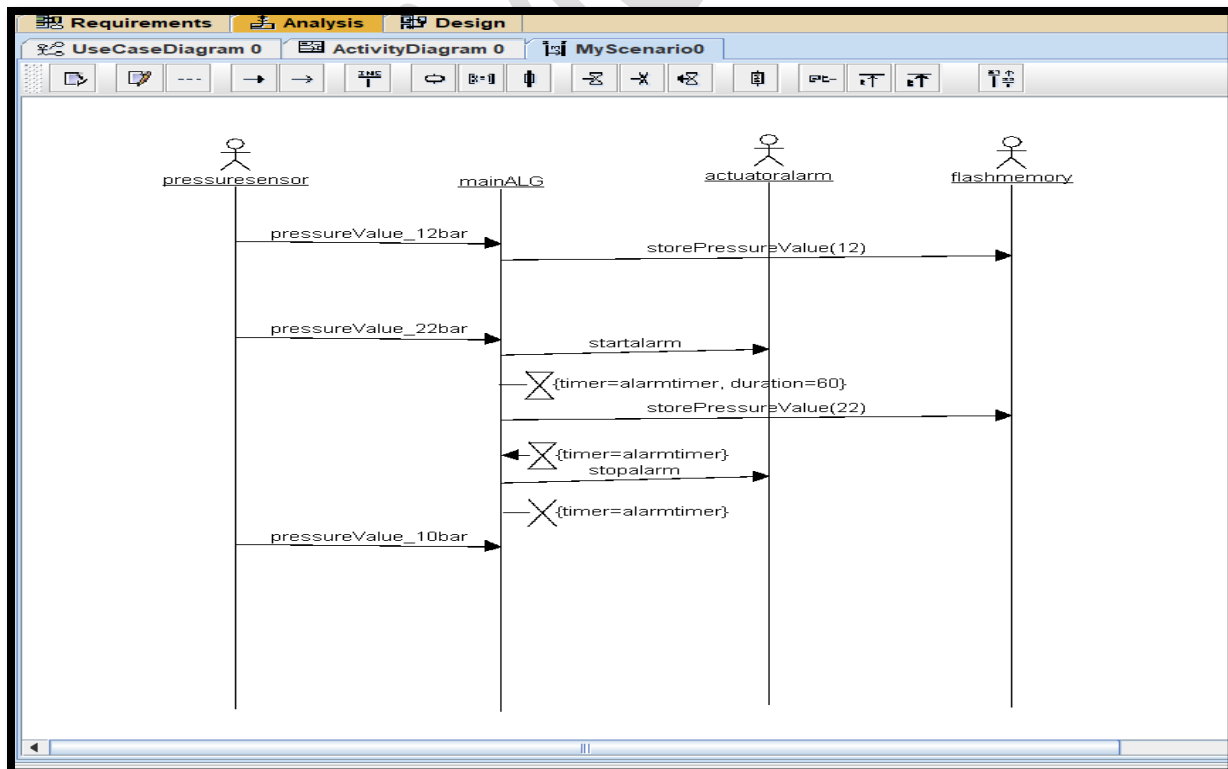 Requirements Analysis Design
UseCaseDiagram 0 ActivityDiagram 0 MyScenario0
pressuresensor mainALG actuatoralarm flashmemory
pressureValue_12bar
storePressureValue(12)
pressureValue_22bar
startalarm
{timer=alarmtimer, duration=60}
storePressureValue(22)
{timer=alarmtimer}
stopalarm
{timer=alarmtimer}
pressureValue_10bar